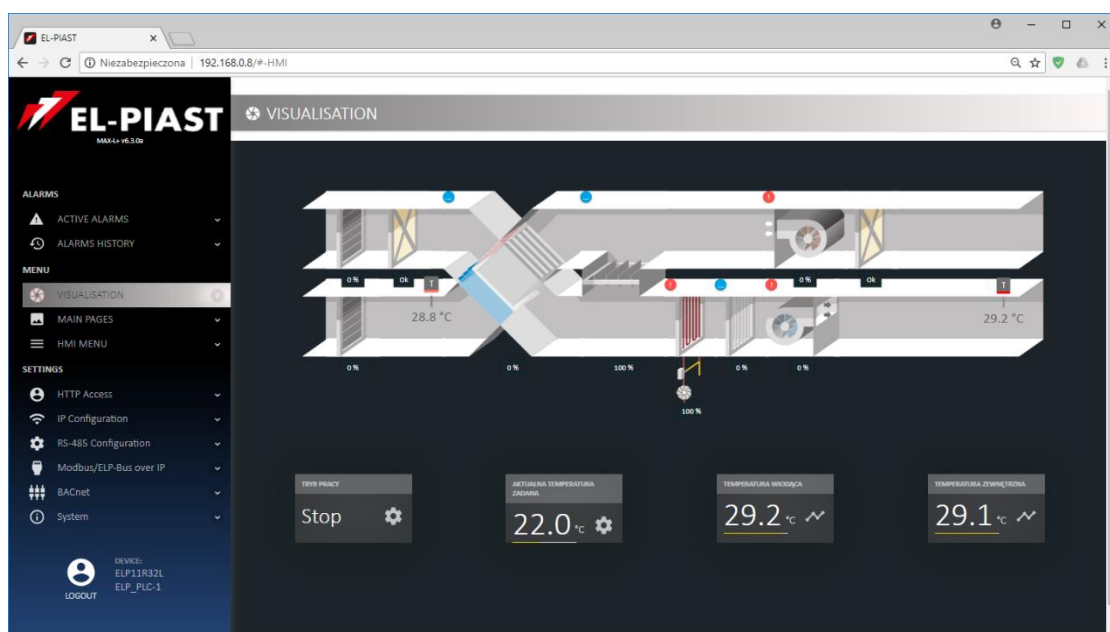 EL-PIAST
Niezabezpieczona | 192.168.0.8/#-HMI
EL-PIAST
MAX-L+ v6.3.0a
ALARMS
ACTIVE ALARMS
ALARMS HISTORY
MENU
VISUALISATION
MAIN PAGES
HMI MENU
SETTINGS
HTTP Access
IP Configuration
RS-485 Configuration
Modbus/ELP-Bus over IP
BACnet
System
LOGOUT
DEVICE:
ELP11R32L
ELP_PLC-1
VISUALISATION
0 %
Ok
T
0 %
Ok
T
28.8 °C
29.2 °C
0 %
0 %
100 %
0 %
0 %
100 %
TRYB PRACY
Stop
AKTUALNA TEMPERATURA
ZADANA
22.0 °C
TEMPERATURA WIODĄCA
29.2 °C
TEMPERATURA ZEWNĘTRZNA
29.1 °C